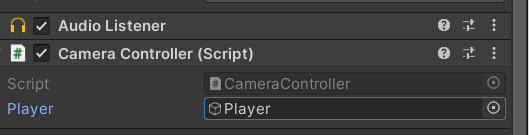 Audio Listener
Camera Controller (Script)
Script CameraController
Player Player